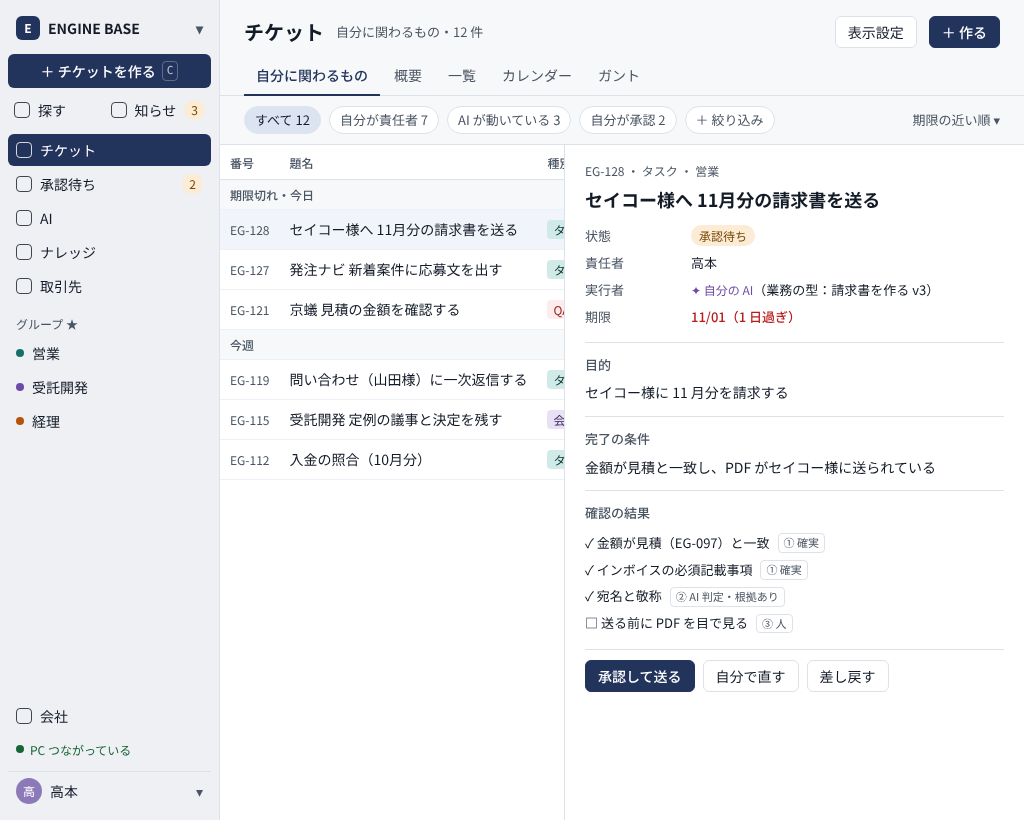 E ENGINE BASE ▼
＋ チケットを作る C
探す 知らせ 3
チケット
承認待ち 2
AI
ナレッジ
取引先
グループ ★
営業
受託開発
経理
会社
PC つながっている
高 高本 ▼
チケット 自分に関わるもの・12 件 表示設定 ＋ 作る
自分に関わるもの 概要 一覧 カレンダー ガント
すべて 12 自分が責任者 7 AI が動いている 3 自分が承認 2 ＋ 絞り込み 期限の近い順 ▾
番号 題名
期限切れ・今日
EG-128 セイコー様へ 11月分の請求書を送る
EG-127 発注ナビ 新着案件に応募文を出す
EG-121 京蟻 見積の金額を確認する
今週
EG-119 問い合わせ（山田様）に一次返信する
EG-115 受託開発 定例の議事と決定を残す
EG-112 入金の照合（10月分）
EG-128 ・ タスク ・ 営業
セイコー様へ 11月分の請求書を送る
状態 承認待ち
責任者 高本
実行者 ✦ 自分の AI（業務の型：請求書を作る v3）
期限 11/01（1 日過ぎ）
目的
セイコー様に 11 月分を請求する
完了の条件
金額が見積と一致し、PDF がセイコー様に送られている
確認の結果
✓ 金額が見積（EG-097）と一致 ① 確実
✓ インボイスの必須記載事項 ① 確実
✓ 宛名と敬称 ② AI 判定・根拠あり
☐ 送る前に PDF を目で見る ③ 人
承認して送る 自分で直す 差し戻す